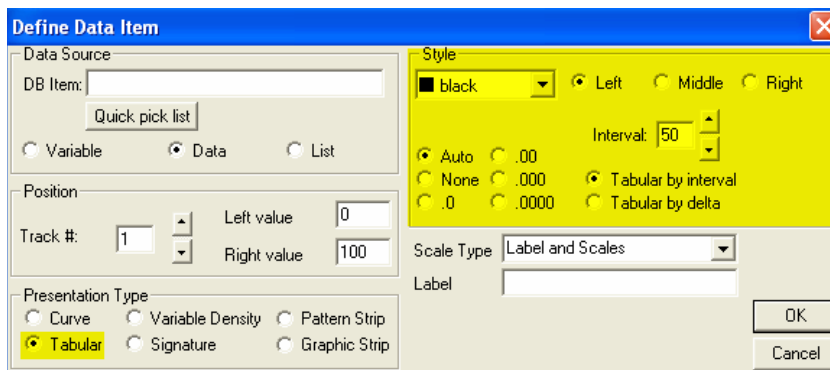 Define Data Item
Data Source
DB Item:
Quick pick list
Variable
Data
List
Position
Track #:
1
Left value
0
Right value
100
Presentation Type
Curve
Variable Density
Pattern Strip
Tabular
Signature
Graphic Strip
Style
black
Left
Middle
Right
Interval:
50
Auto
.00
None
.000
.0
.0000
Tabular by interval
Tabular by delta
Scale Type
Label and Scales
Label
OK
Cancel